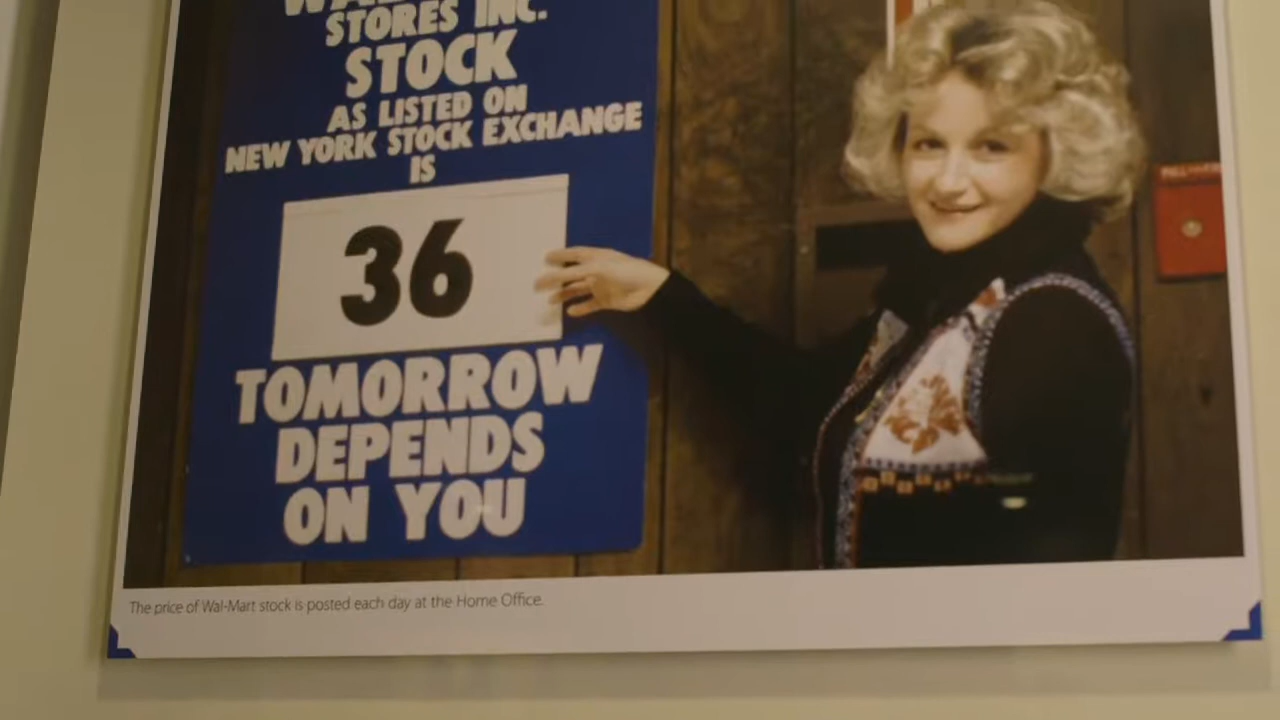 STORES INC.
STOCK
AS LISTED ON
NEW YORK STOCK EXCHANGE
IS
36
TOMORROW
DEPENDS
ON YOU
The price of Wal-Mart stock is posted each day at the Home Office.